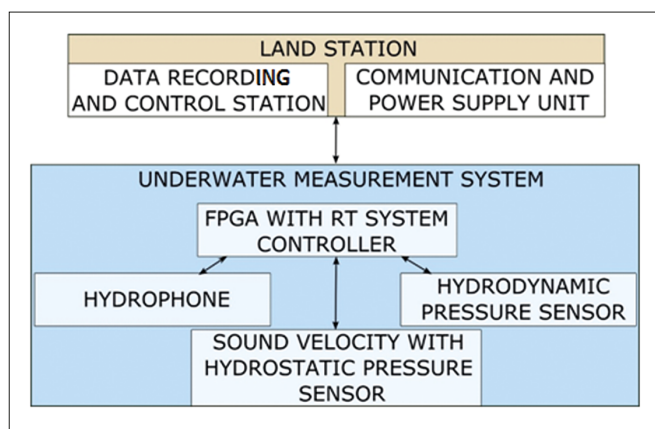 LAND STATION
DATA RECORDING
AND CONTROL STATION
COMMUNICATION AND
POWER SUPPLY UNIT
UNDERWATER MEASUREMENT SYSTEM
FPGA WITH RT SYSTEM
CONTROLLER
HYDROPHONE
HYDRODYNAMIC
PRESSURE SENSOR
SOUND VELOCITY WITH
HYDROSTATIC PRESSURE
SENSOR